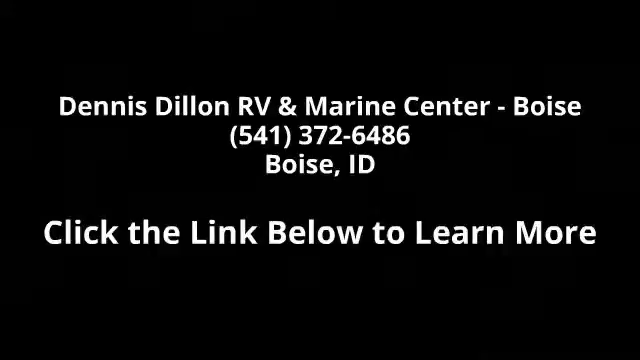 Dennis Dillon RV & Marine Center - Boise
(541) 372-6486
Boise, ID
Click the Link Below to Learn More